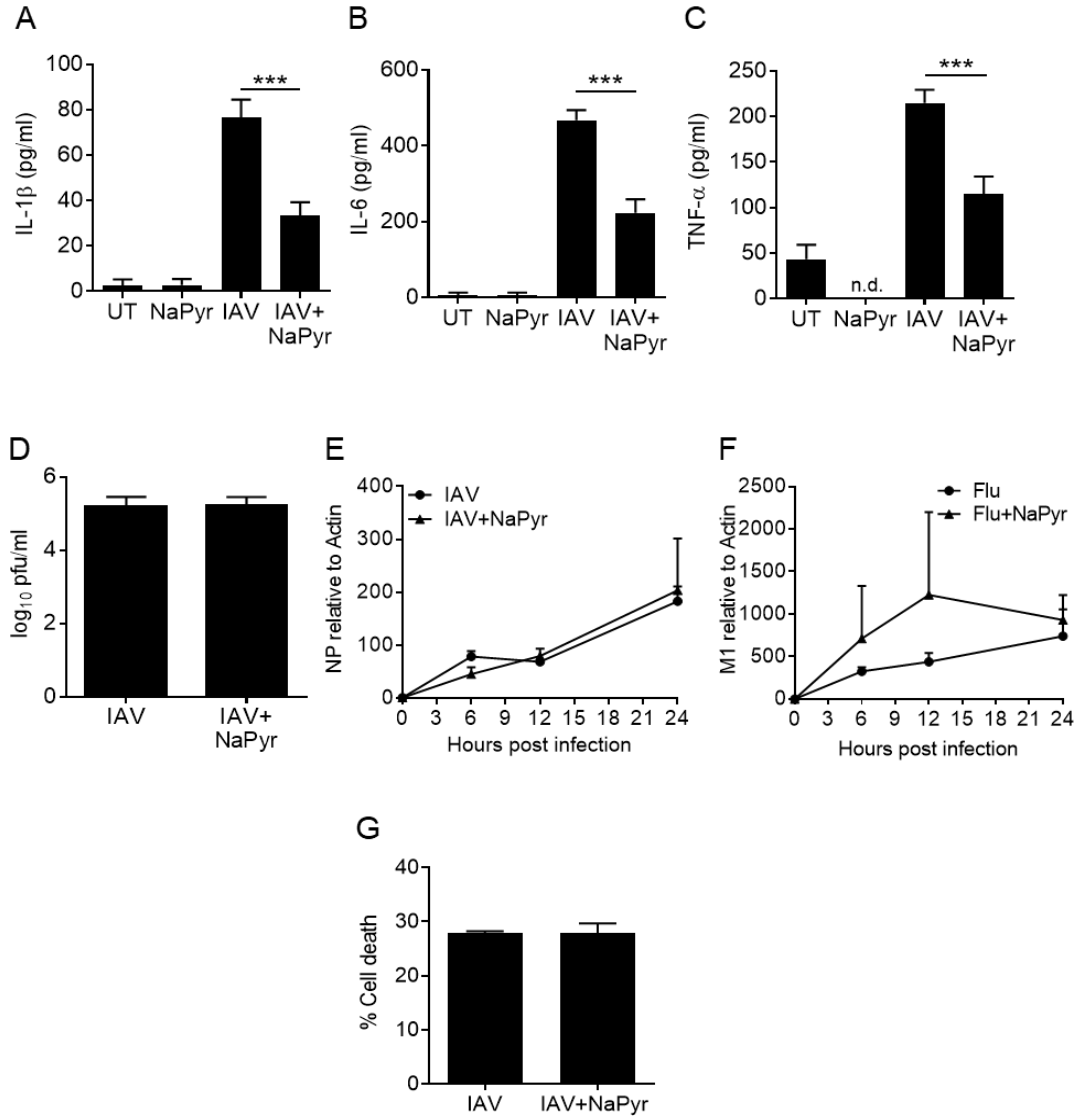 A
IL-1β (pg/ml)
100
80
60
40
20
0
***
UT
NaPyr
IAV
IAV+
NaPyr
B
IL-6 (pg/ml)
600
400
200
0
***
UT
NaPyr
IAV
IAV+
NaPyr
C
TNF-α (pg/ml)
250
200
150
100
50
0
***
n.d.
UT
NaPyr
IAV
IAV+
NaPyr
D
log10 pfu/ml
6
4
2
0
IAV
IAV+
NaPyr
E
NP relative to Actin
400
300
200
100
0
IAV
IAV+NaPyr
0 3 6 9 12 15 18 21 24
Hours post infection
F
M1 relative to Actin
2500
2000
1500
1000
500
0
Flu
Flu+NaPyr
0 3 6 9 12 15 18 21 24
Hours post infection
G
% Cell death
40
30
20
10
0
IAV
IAV+NaPyr